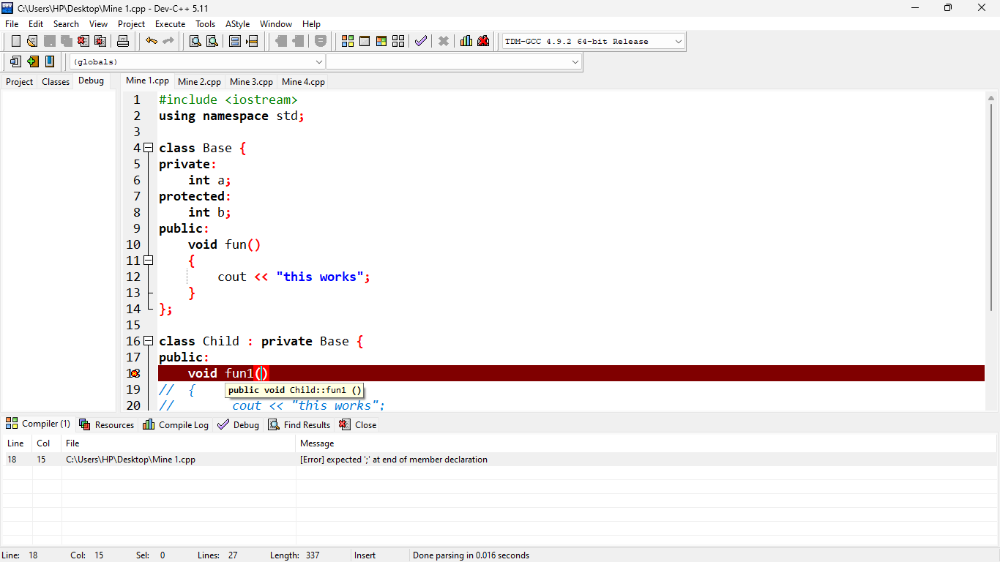 C:\Users\HP\Desktop\Mine 1.cpp - Dev-C++ 5.11
File Edit Search View Project Execute Tools AStyle Window Help
TDM-GCC 4.9.2 64-bit Release
(globals)
Project Classes Debug Mine 1.cpp Mine 2.cpp Mine 3.cpp Mine 4.cpp
1 #include <iostream>
2 using namespace std;
3
4 class Base {
5 private:
6 int a;
7 protected:
8 int b;
9 public:
10 void fun()
11 {
12 cout << "this works";
13 }
14 };
15
16 class Child : private Base {
17 public:
18 void fun1()
19 // {
public void Child::fun1 ()
20 // cout << "this works";
Compiler (1) Resources Compile Log Debug Find Results Close
Line Col File Message
18 15 C:\Users\HP\Desktop\Mine 1.cpp [Error] expected ';' at end of member declaration
Line: 18 Col: 15 Sel: 0 Lines: 27 Length: 337 Insert Done parsing in 0.016 seconds